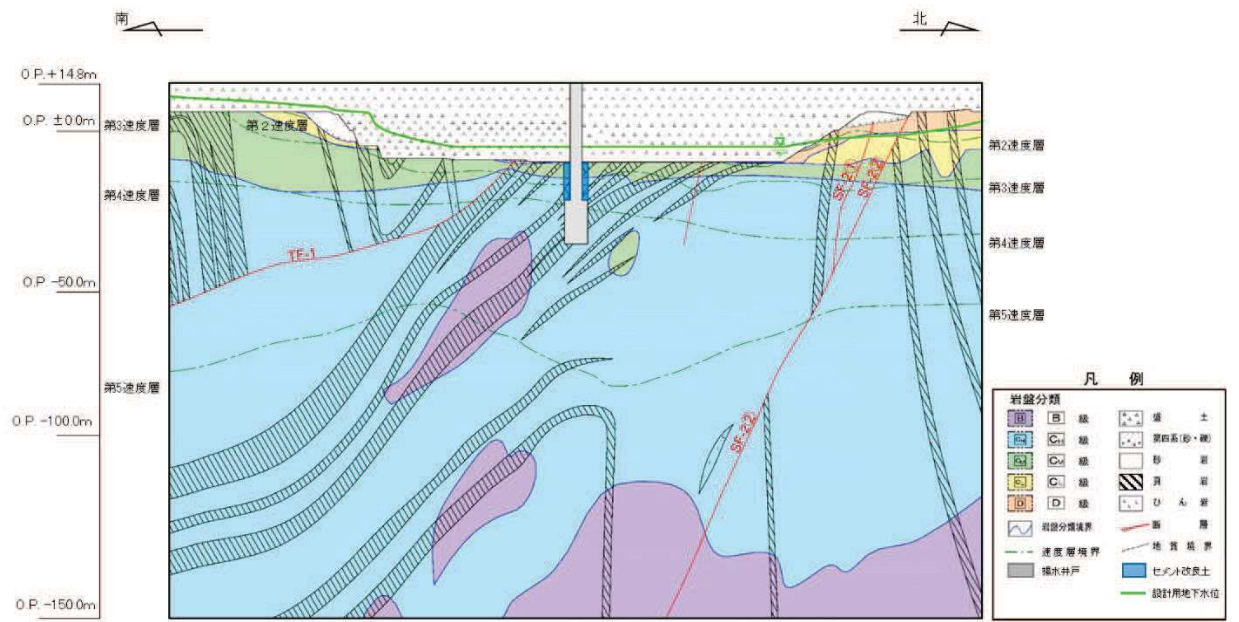 南
北
O.P.+14.8m
O.P. ±0.0m
O.P. -50.0m
O.P. -100.0m
O.P. -150.0m
第3速度層
第2速度層
第4速度層
第5速度層
第2速度層
第3速度層
第4速度層
第5速度層
TF-1
SF-2(1)
SF-2(2)
SF-2(2)
凡 例
岩盤分類
B B 級
CH CH 級
CM CM 級
CL CL 級
D D 級
岩盤分類境界
速度層境界
揚水井戸
盛 土
第四系(砂・礫)
砂 岩
頁 岩
ひ ん 岩
断 層
地 質 境 界
セメント改良土
設計用地下水位